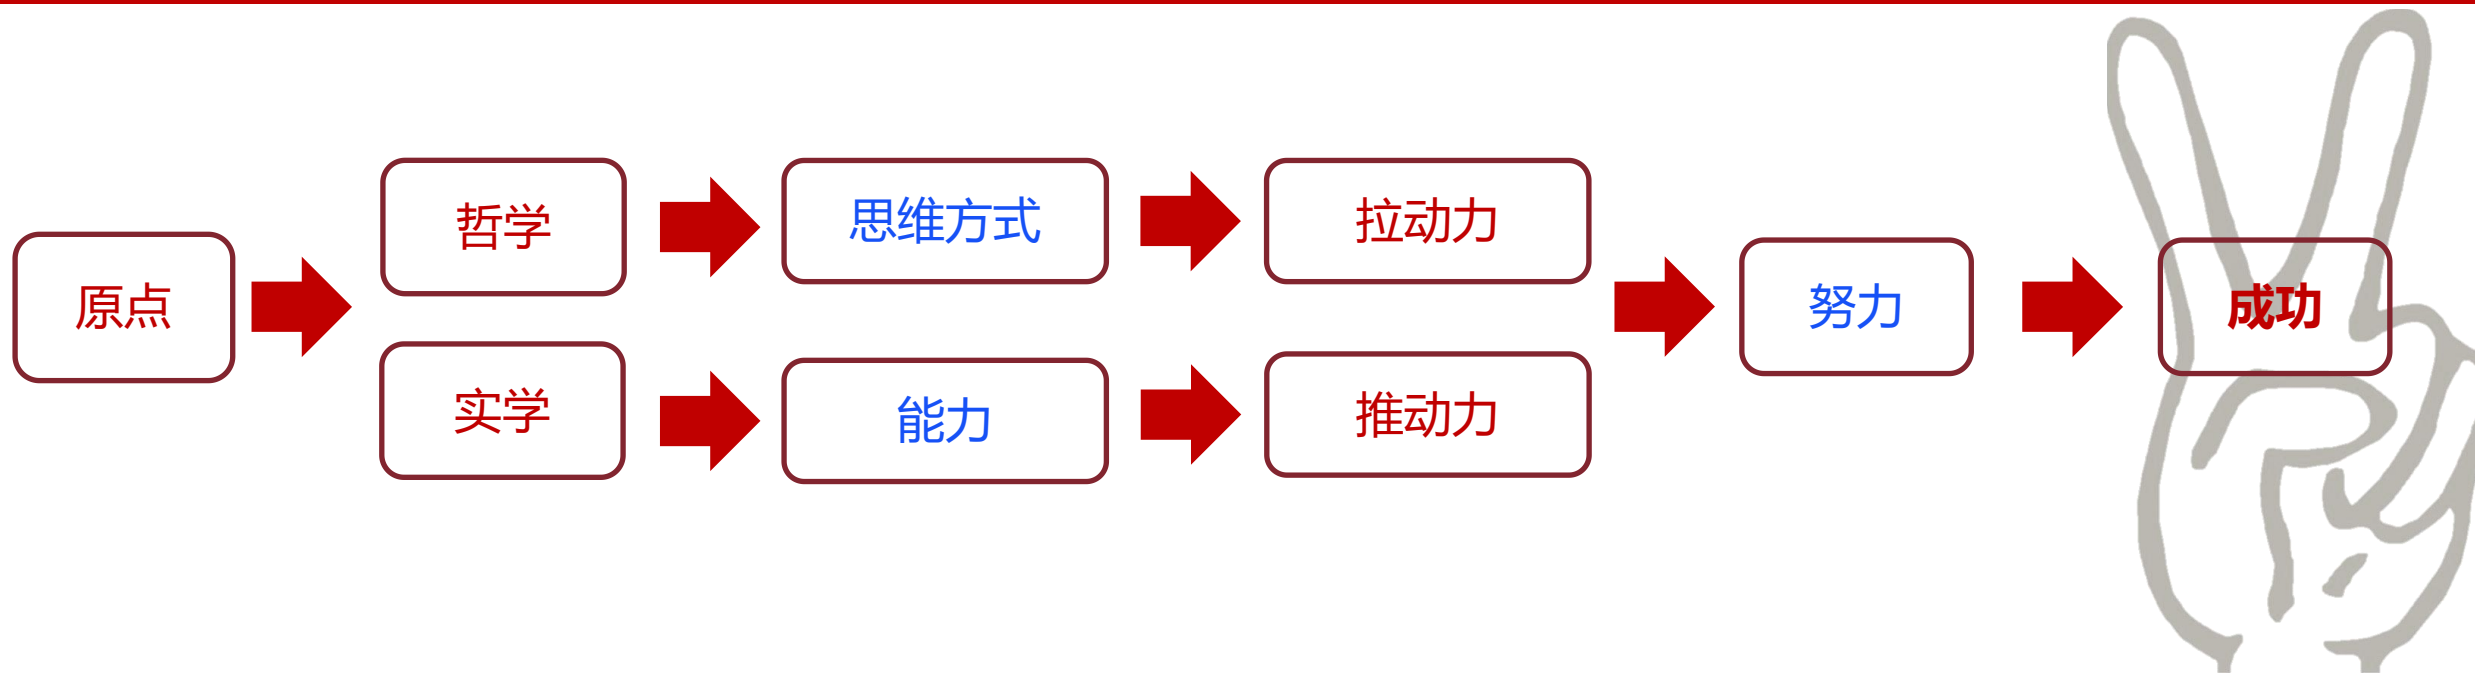 原点
哲学
思维方式
拉动力
实学
能力
推动力
努力
成功